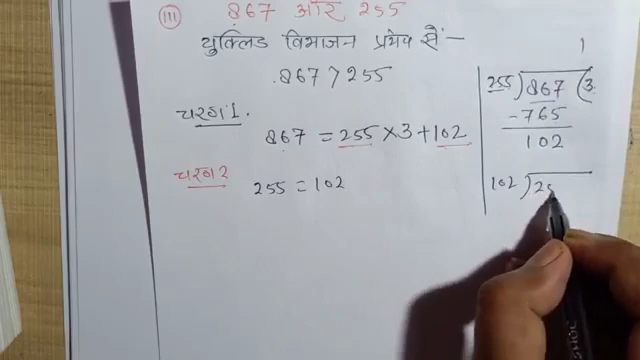 (iii) 867 और 255
युक्लिड विभाजन प्रमेय सें—
867 > 255
चरण 1.
867 = 255 × 3 + 102
चरण 2
255 = 102
255 ) 867 ( 3
- 765
102
102 ) 25